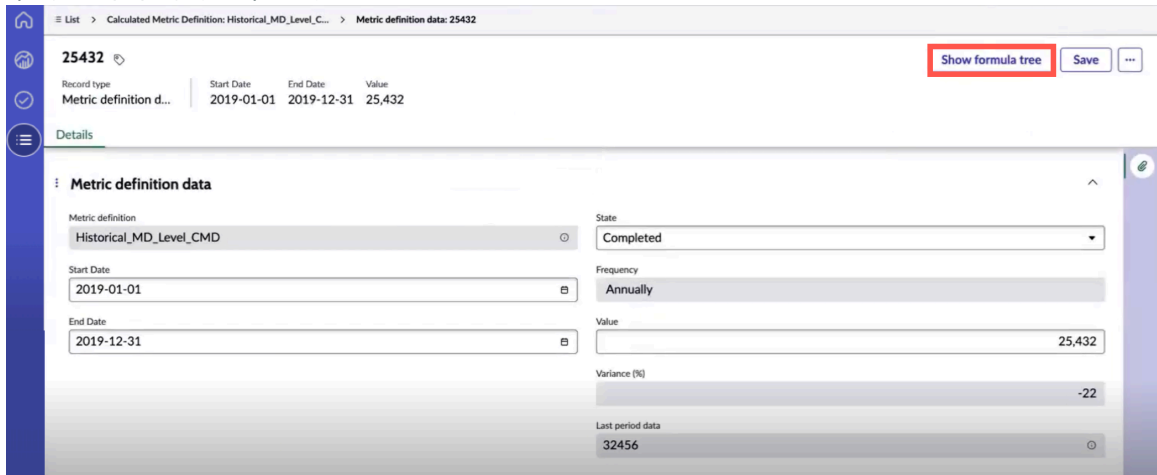 List > Calculated Metric Definition: Historical_MD_Level_C... > Metric definition data: 25432
25432
Show formula tree Save ...
Record type Start Date End Date Value
Metric definition d... 2019-01-01 2019-12-31 25,432
Details
Metric definition data
Metric definition State
Historical_MD_Level_CMD Completed
Start Date Frequency
2019-01-01 Annually
End Date Value
2019-12-31 25,432
Variance (%)
-22
Last period data
32456